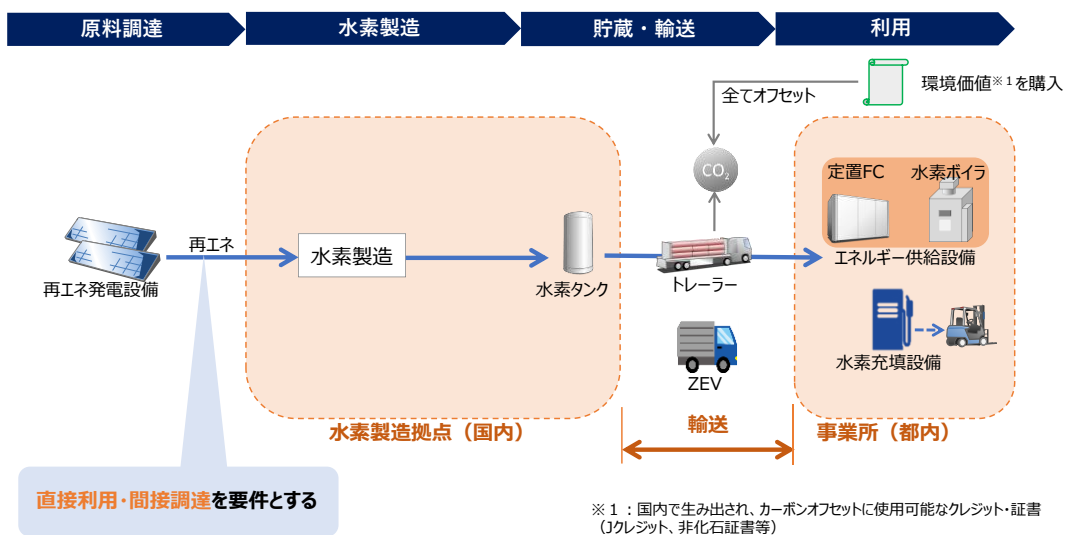 原料調達
水素製造
貯蔵・輸送
利用
環境価値※1を購入
全てオフセット
CO₂
定置FC
水素ボイラ
再エネ
水素製造
再エネ発電設備
水素タンク
トレーラー
エネルギー供給設備
ZEV
水素充填設備
水素製造拠点（国内）
輸送
事業所（都内）
直接利用・間接調達を要件とする
※１：国内で生み出され、カーボンオフセットに使用可能なクレジット・証書
（Jクレジット、非化石証書等）